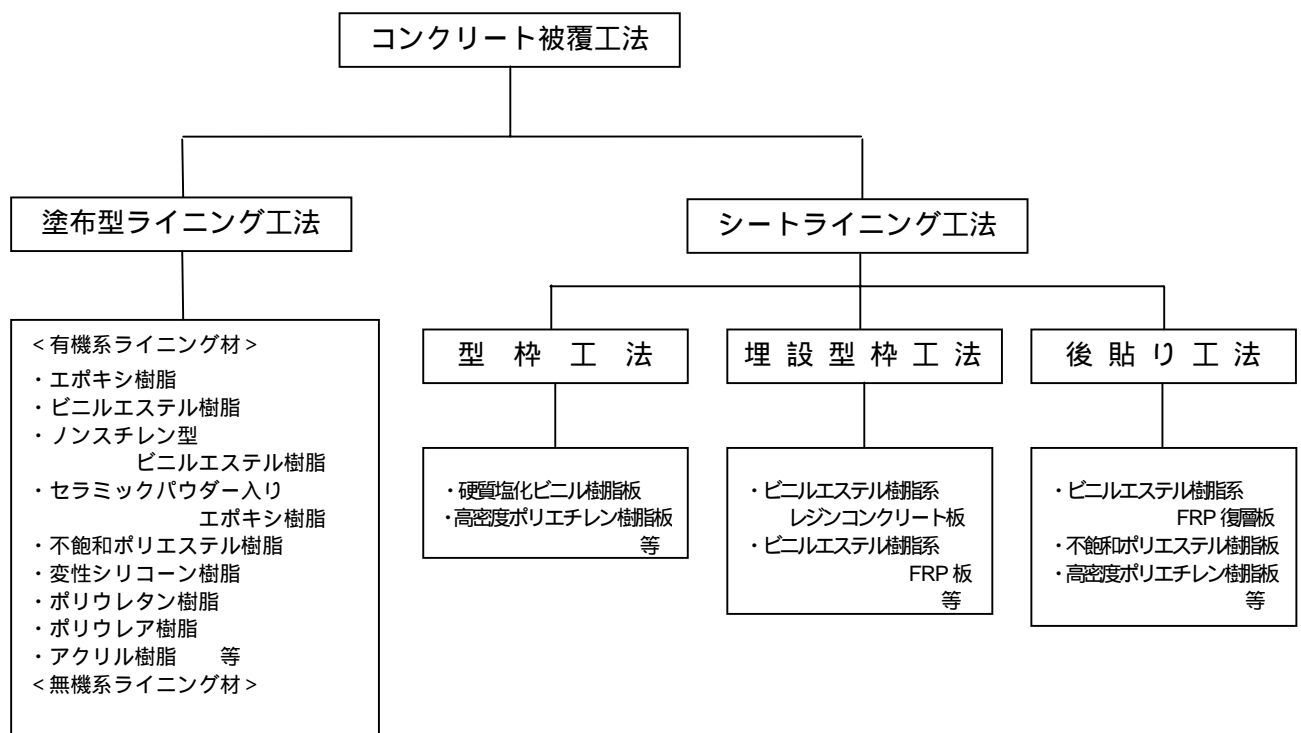 コンクリート被覆工法
塗布型ライニング工法
シートライニング工法
<有機系ライニング材>
・エポキシ樹脂
・ビニルエステル樹脂
・ノンスチレン型
ビニルエステル樹脂
・セラミックパウダー入り
エポキシ樹脂
・不飽和ポリエステル樹脂
・変性シリコーン樹脂
・ポリウレタン樹脂
・ポリウレア樹脂
・アクリル樹脂　等
<無機系ライニング材>
型枠工法
・硬質塩化ビニル樹脂板
・高密度ポリエチレン樹脂板
等
埋設型枠工法
・ビニルエステル樹脂系
レジンコンクリート板
・ビニルエステル樹脂系
FRP板
等
後貼り工法
・ビニルエステル樹脂系
FRP復層板
・不飽和ポリエステル樹脂板
・高密度ポリエチレン樹脂板
等